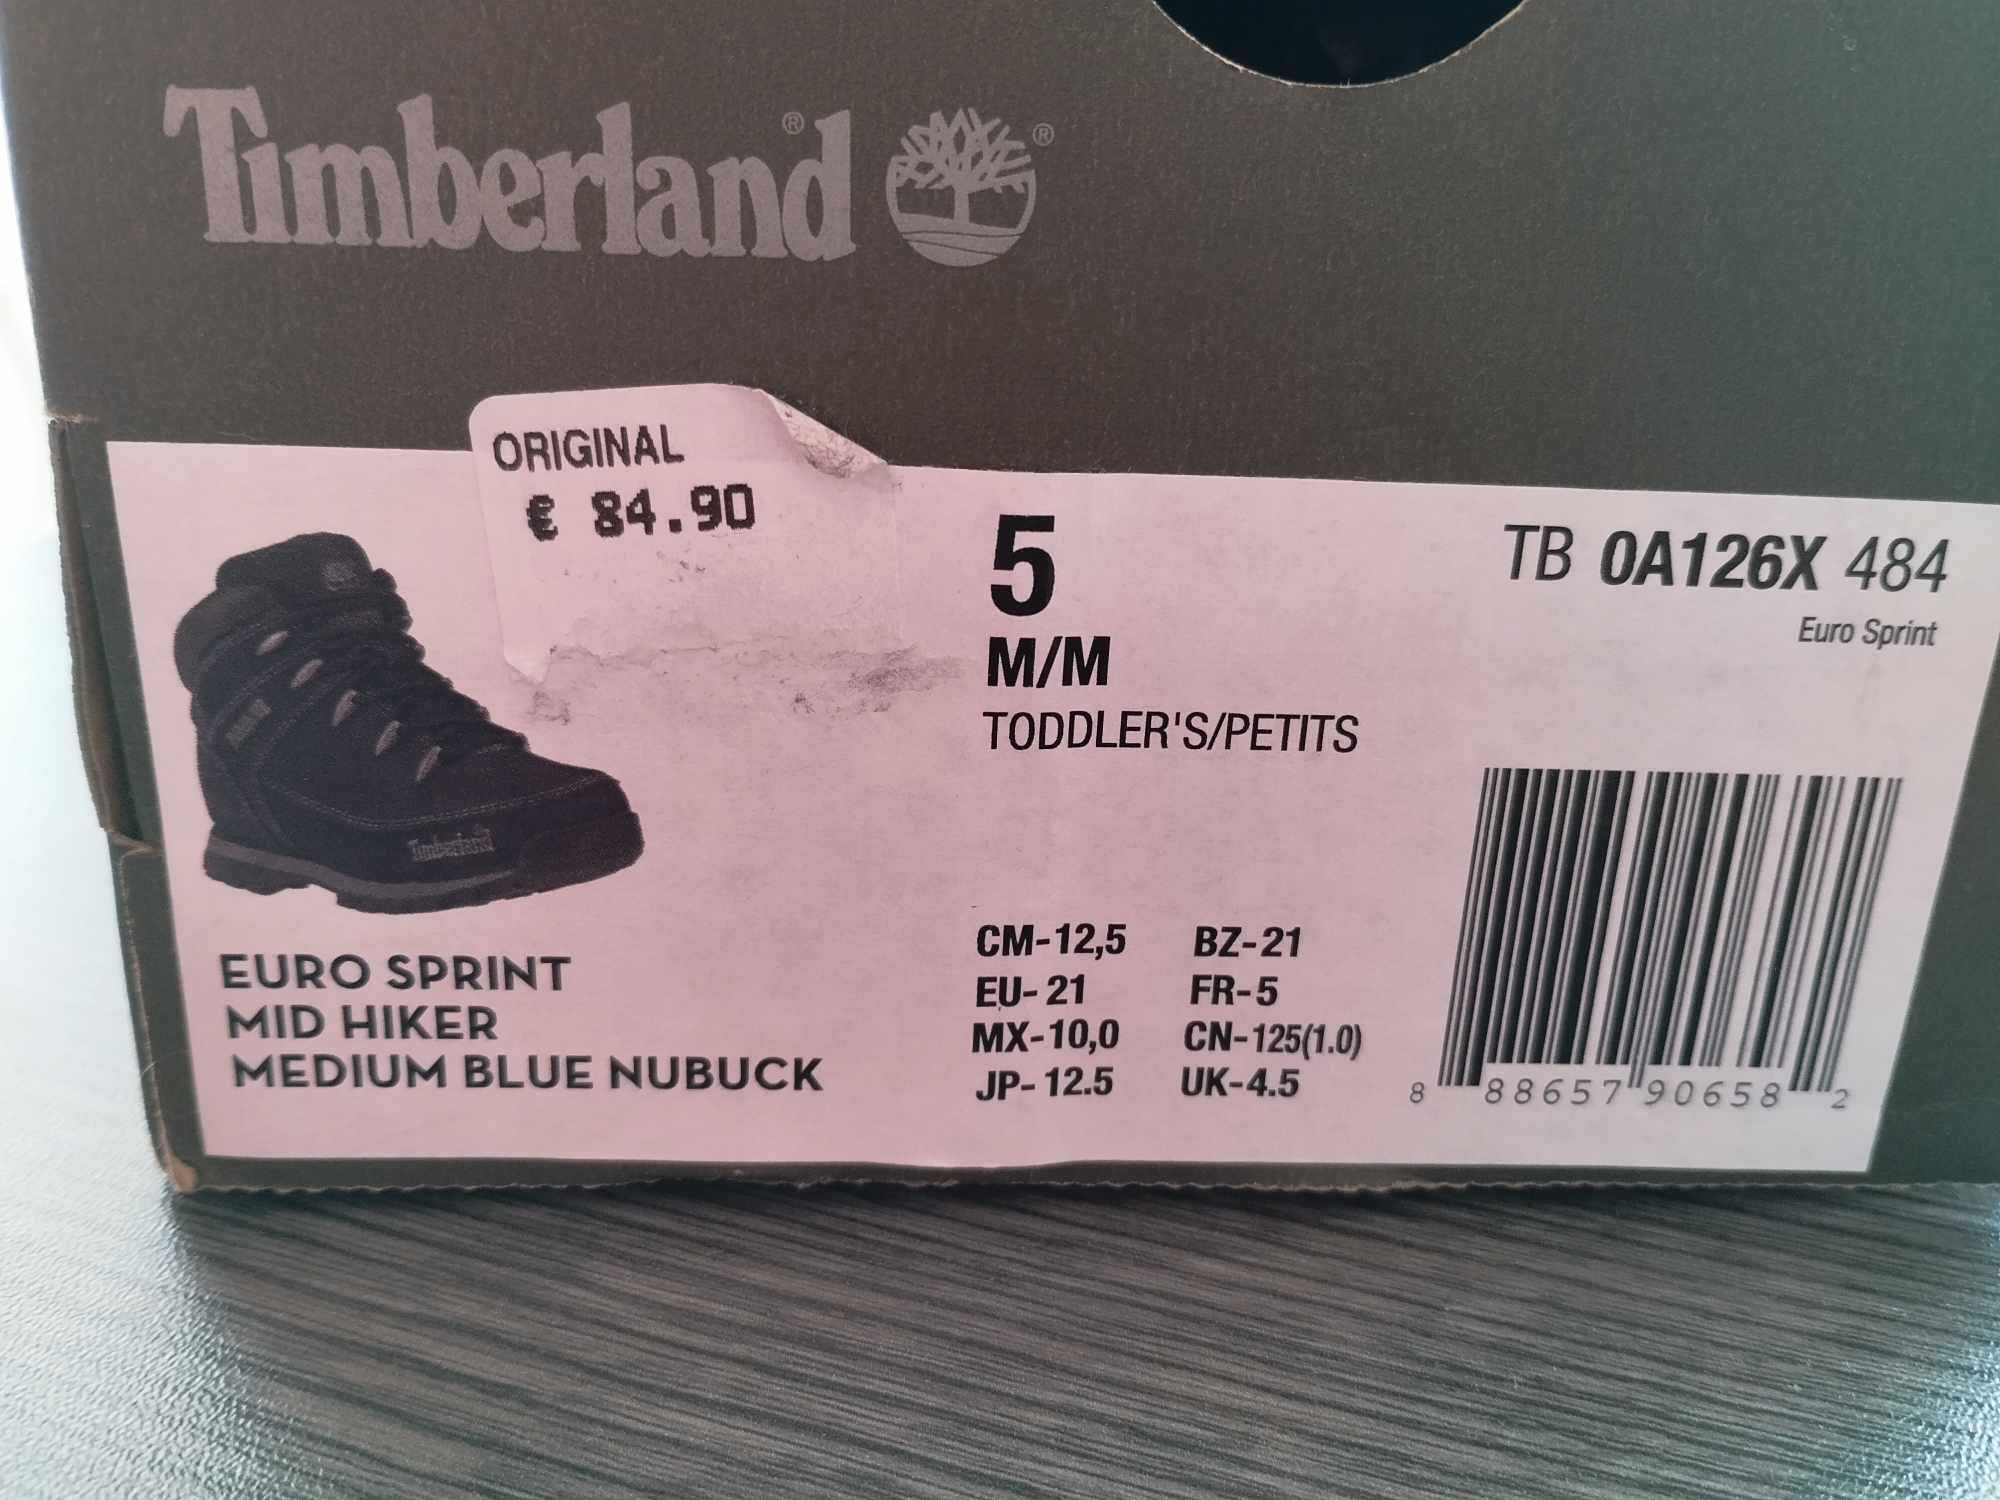 Timberland®
®
ORIGINAL
€ 84.90
5
M/M
TODDLER'S/PETITS
TB 0A126X 484
Euro Sprint
Timberland
EURO SPRINT
MID HIKER
MEDIUM BLUE NUBUCK
CM-12,5 BZ-21
EU-21 FR-5
MX-10,0 CN-125(1.0)
JP-12.5 UK-4.5
8 88657 90658 2